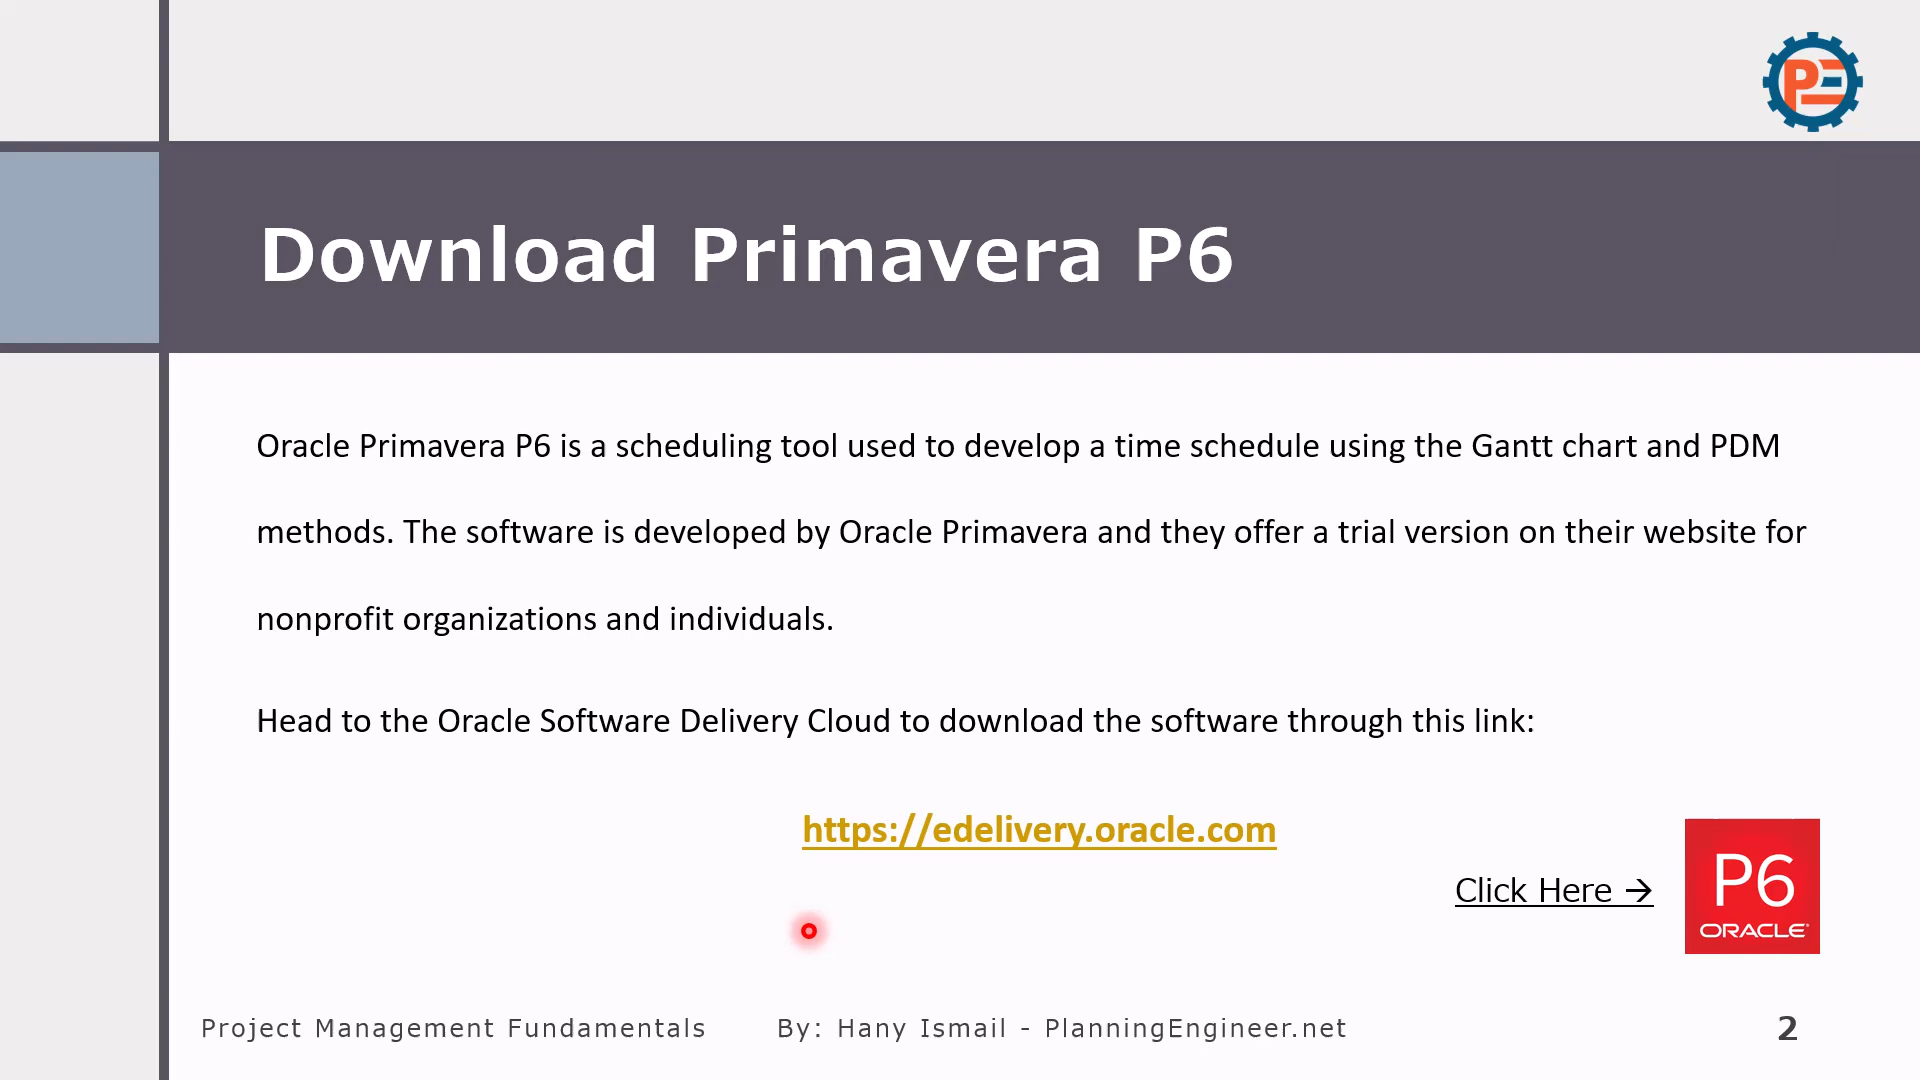 PE
Download Primavera P6
Oracle Primavera P6 is a scheduling tool used to develop a time schedule using the Gantt chart and PDM
methods. The software is developed by Oracle Primavera and they offer a trial version on their website for
nonprofit organizations and individuals.
Head to the Oracle Software Delivery Cloud to download the software through this link:
https://edelivery.oracle.com
Click Here →
P6
ORACLE
Project Management Fundamentals By: Hany Ismail - PlanningEngineer.net 2